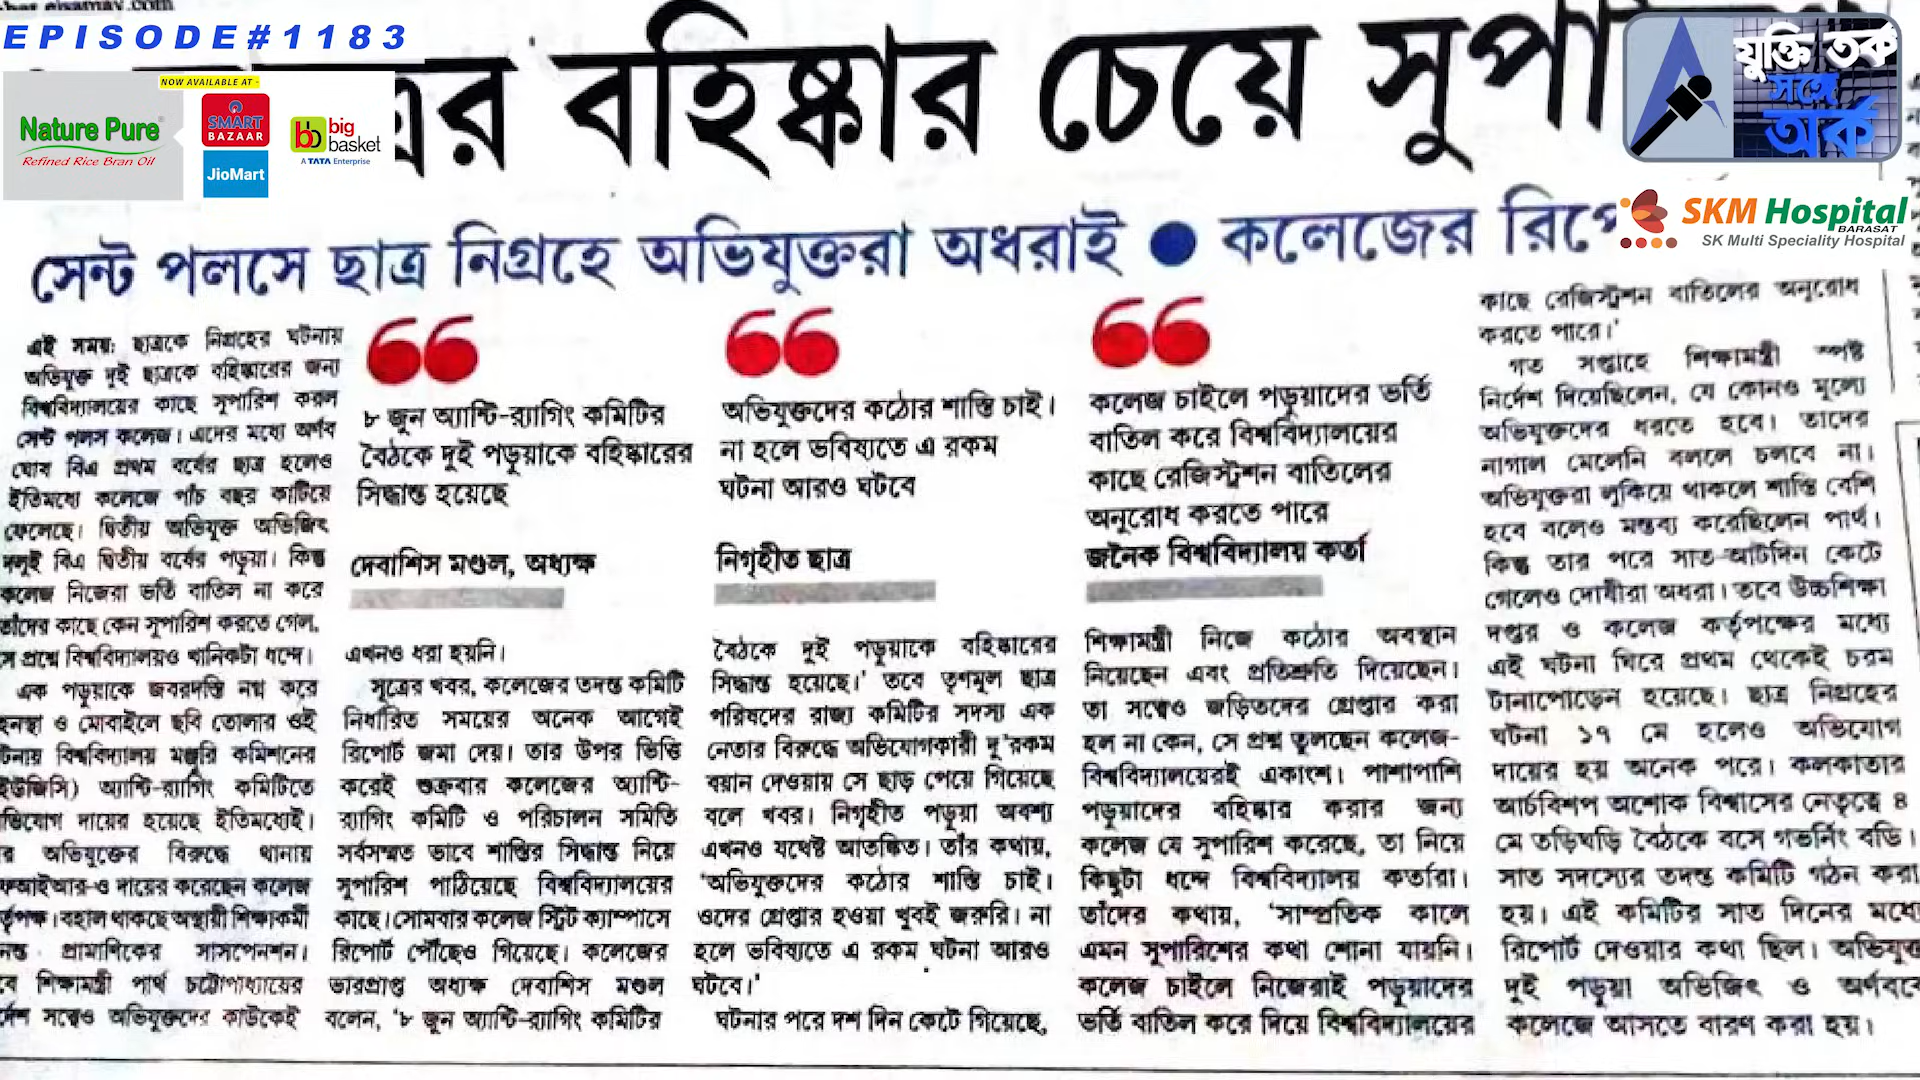 EPISODE#1183
NOW AVAILABLE AT -
Nature Pure
Refined Rice Bran Oil
SMART
BAZAAR
JioMart
big
basket
A TATA Enterprise
যুক্তি তর্ক
সঙ্গে
অর্ক
SKM Hospital
BARASAT
SK Multi Speciality Hospital
বহিষ্কার চেয়ে
সেন্ট পলসে ছাত্র নিগ্রহে অভিযুক্তরা অধরাই ● কলেজের
এই সময়: ছাত্রকে নিগ্রহের ঘটনায়
অভিযুক্ত দুই ছাত্রকে বহিষ্কারের জন্য
বিশ্ববিদ্যালয়ের কাছে সুপারিশ করল
সেন্ট পলস কলেজ। এদের মধ্যে অর্ণব
ঘোষ বিএ প্রথম বর্ষের ছাত্র হলেও
ইতিমধ্যে কলেজে পাঁচ বছর কাটিয়ে
ফেলেছে। দ্বিতীয় অভিযুক্ত অভিজিৎ
দলুই বিএ দ্বিতীয় বর্ষের পড়ুয়া। কিন্তু
কলেজ নিজেরা ভর্তি বাতিল না করে
তাঁদের কাছে কেন সুপারিশ করতে গেল,
প্রশ্নে বিশ্ববিদ্যালয়ও খানিকটা ধন্দে।
এক পড়ুয়াকে জবরদস্তি নগ্ন করে
ও মোবাইলে ছবি তোলার ওই
বিশ্ববিদ্যালয় মঞ্জুরি কমিশনের
অ্যান্টি-র‍্যাগিং কমিটিতে
দায়ের হয়েছে ইতিমধ্যেই।
অভিযুক্তের বিরুদ্ধে থানায়
দায়ের করেছেন কলেজ
বহাল থাকছে অস্থায়ী শিক্ষাকর্মী
প্রামাণিকের সাসপেনশন।
শিক্ষামন্ত্রী পার্থ চট্টোপাধ্যায়ের
সত্ত্বেও অভিযুক্তদের কাউকেই
৮ জুন অ্যান্টি-র‍্যাগিং কমিটির
বৈঠকে দুই পড়ুয়াকে বহিষ্কারের
সিদ্ধান্ত হয়েছে
দেবাশিস মণ্ডল, অধ্যক্ষ
এখনও ধরা হয়নি।
সূত্রের খবর, কলেজের তদন্ত কমিটি
নির্ধারিত সময়ের অনেক আগেই
রিপোর্ট জমা দেয়। তার উপর ভিত্তি
করেই শুক্রবার কলেজের অ্যান্টি-
র‍্যাগিং কমিটি ও পরিচালন সমিতি
সর্বসম্মত ভাবে শাস্তির সিদ্ধান্ত নিয়ে
সুপারিশ পাঠিয়েছে বিশ্ববিদ্যালয়ের
কাছে। সোমবার কলেজ স্ট্রিট ক্যাম্পাসে
রিপোর্ট পৌঁছেও গিয়েছে। কলেজের
ভারপ্রাপ্ত অধ্যক্ষ দেবাশিস মণ্ডল
বলেন, '৮ জুন অ্যান্টি-র‍্যাগিং কমিটির
অভিযুক্তদের কঠোর শাস্তি চাই।
না হলে ভবিষ্যতে এ রকম
ঘটনা আরও ঘটবে
নিগৃহীত ছাত্র
বৈঠকে দুই পড়ুয়াকে বহিষ্কারের
সিদ্ধান্ত হয়েছে।' তবে তৃণমূল ছাত্র
পরিষদের রাজ্য কমিটির সদস্য এক
নেতার বিরুদ্ধে অভিযোগকারী দু'রকম
বয়ান দেওয়ায় সে ছাড় পেয়ে গিয়েছে
বলে খবর। নিগৃহীত পড়ুয়া অবশ্য
এখনও যথেষ্ট আতঙ্কিত। তাঁর কথায়,
'অভিযুক্তদের কঠোর শাস্তি চাই।
ওদের গ্রেপ্তার হওয়া খুবই জরুরি। না
হলে ভবিষ্যতে এ রকম ঘটনা আরও
ঘটবে।'
ঘটনার পরে দশ দিন কেটে গিয়েছে,
কলেজ চাইলে পড়ুয়াদের ভর্তি
বাতিল করে বিশ্ববিদ্যালয়ের
কাছে রেজিস্ট্রেশন বাতিলের
অনুরোধ করতে পারে
জনৈক বিশ্ববিদ্যালয় কর্তা
শিক্ষামন্ত্রী নিজে কঠোর অবস্থান
নিয়েছেন এবং প্রতিশ্রুতি দিয়েছেন।
তা সত্ত্বেও জড়িতদের গ্রেপ্তার করা
হল না কেন, সে প্রশ্ন তুলছেন কলেজ-
বিশ্ববিদ্যালয়েরই একাংশ। পাশাপাশি
পড়ুয়াদের বহিষ্কার করার জন্য
কলেজ যে সুপারিশ করেছে, তা নিয়ে
কিছুটা ধন্দে বিশ্ববিদ্যালয় কর্তারা।
তাঁদের কথায়, 'সাম্প্রতিক কালে
এমন সুপারিশের কথা শোনা যায়নি।
কলেজ চাইলে নিজেরাই পড়ুয়াদের
ভর্তি বাতিল করে দিয়ে বিশ্ববিদ্যালয়ের
কাছে রেজিস্ট্রেশন বাতিলের অনুরোধ
করতে পারে।'
গত সপ্তাহে শিক্ষামন্ত্রী স্পষ্ট
নির্দেশ দিয়েছিলেন, যে কোনও মূল্যে
অভিযুক্তদের ধরতে হবে। তাদের
নাগাল মেলেনি বললে চলবে না।
অভিযুক্তরা লুকিয়ে থাকলে শাস্তি বেশি
হবে বলেও মন্তব্য করেছিলেন পার্থ।
কিন্তু তার পরে সাত-আটদিন কেটে
গেলেও দোষীরা অধরা। তবে উচ্চশিক্ষা
দপ্তর ও কলেজ কর্তৃপক্ষের মধ্যে
এই ঘটনা ঘিরে প্রথম থেকেই চরম
টানাপোড়েন হয়েছে। ছাত্র নিগ্রহের
ঘটনা ১৭ মে হলেও অভিযোগ
দায়ের হয় অনেক পরে। কলকাতার
আর্চবিশপ অশোক বিশ্বাসের নেতৃত্বে ৪
মে তড়িঘড়ি বৈঠকে বসে গভর্নিং বডি।
সাত সদস্যের তদন্ত কমিটি গঠন করা
হয়। এই কমিটির সাত দিনের মধ্যে
রিপোর্ট দেওয়ার কথা ছিল। অভিযুক্ত
দুই পড়ুয়া অভিজিৎ ও অর্ণবকে
কলেজে আসতে বারণ করা হয়।